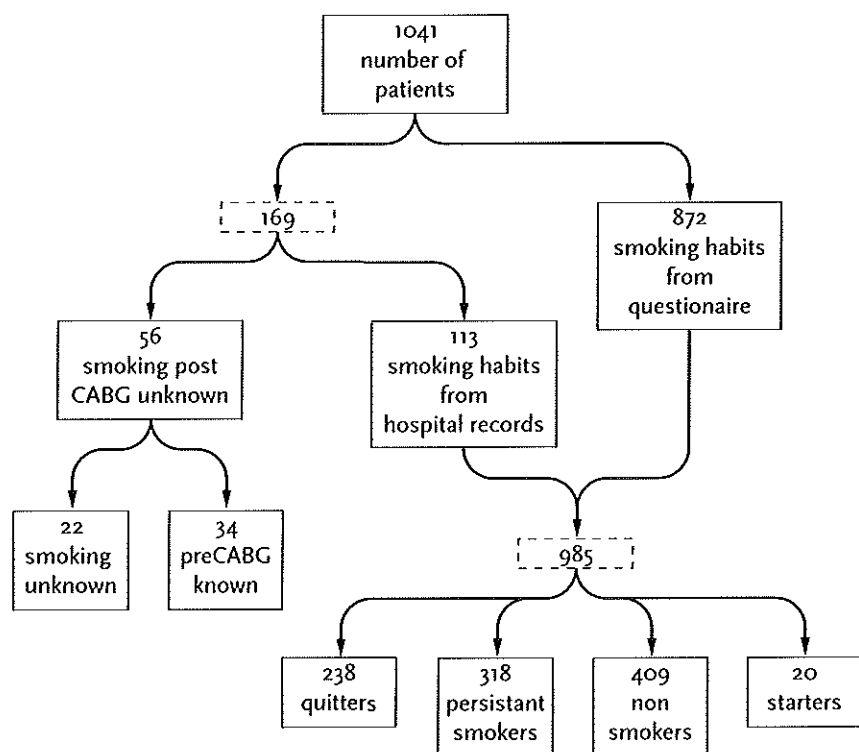 1041
number of
patients
169
872
smoking habits
from
questionaire
56
smoking post
CABG unknown
113
smoking habits
from
hospital records
22
smoking
unknown
34
preCABG
known
985
238
quitters
318
persistant
smokers
409
non
smokers
20
starters